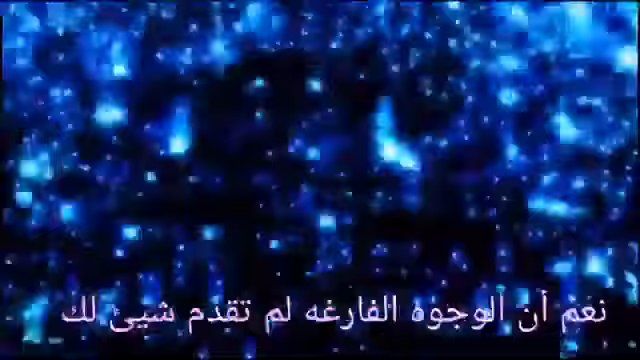 نعم أن الوجوه الفارغه لم تقدم شيئ لك